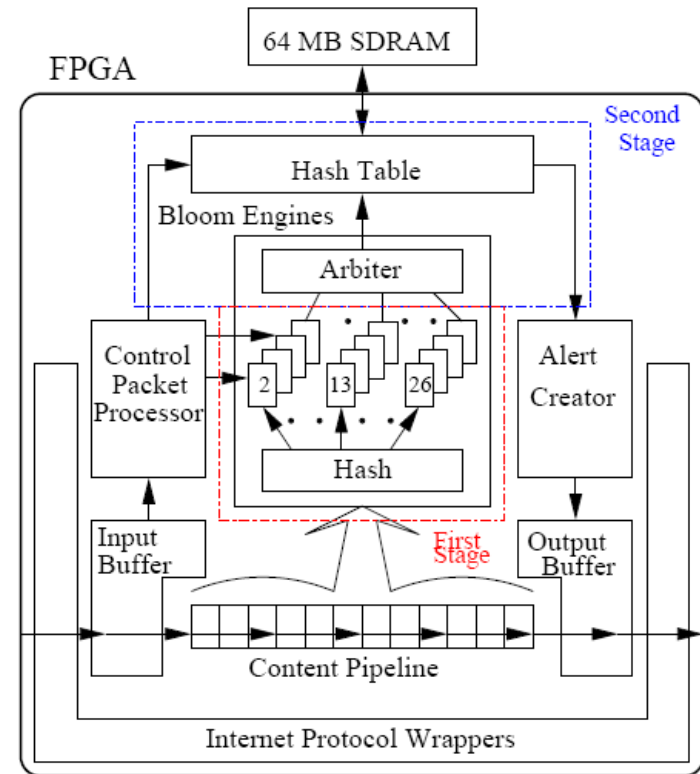 64 MB SDRAM
FPGA
Second
Stage
Hash Table
Bloom Engines
Arbiter
Control
Packet
Processor
2
13
26
Alert
Creator
Hash
Input
Buffer
First
Stage
Output
Buffer
Content Pipeline
Internet Protocol Wrappers